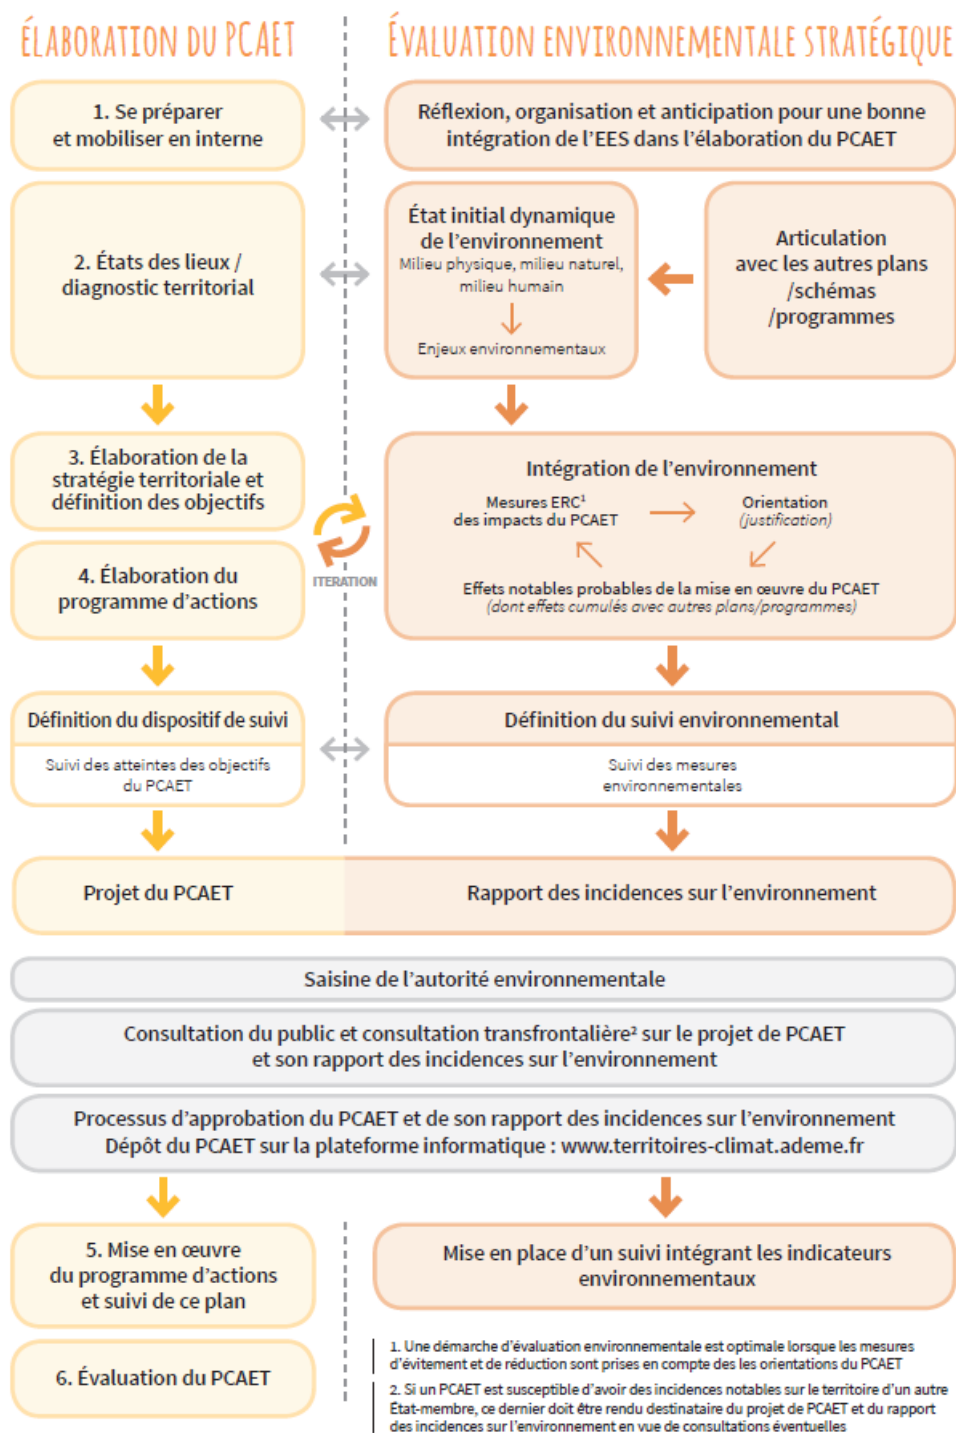 ÉLABORATION DU PCAET
ÉVALUATION ENVIRONNEMENTALE STRATÉGIQUE
1. Se préparer
et mobiliser en interne
Réflexion, organisation et anticipation pour une bonne
intégration de l'EES dans l'élaboration du PCAET
2. États des lieux /
diagnostic territorial
État initial dynamique
de l'environnement
Milieu physique, milieu naturel,
milieu humain
Enjeux environnementaux
Articulation
avec les autres plans
/schémas
/programmes
3. Élaboration de la
stratégie territoriale et
définition des objectifs
4. Élaboration du
programme d'actions
ITERATION
Intégration de l'environnement
Mesures ERC¹
des impacts du PCAET
Orientation
(justification)
Effets notables probables de la mise en œuvre du PCAET
(dont effets cumulés avec autres plans/programmes)
Définition du dispositif de suivi
Suivi des atteintes des objectifs
du PCAET
Définition du suivi environnemental
Suivi des mesures
environnementales
Projet du PCAET
Rapport des incidences sur l'environnement
Saisine de l'autorité environnementale
Consultation du public et consultation transfrontalière² sur le projet de PCAET
et son rapport des incidences sur l'environnement
Processus d'approbation du PCAET et de son rapport des incidences sur l'environnement
Dépôt du PCAET sur la plateforme informatique : www.territoires-climat.ademe.fr
5. Mise en œuvre
du programme d'actions
et suivi de ce plan
Mise en place d'un suivi intégrant les indicateurs
environnementaux
6. Évaluation du PCAET
1. Une démarche d'évaluation environnementale est optimale lorsque les mesures
d'évitement et de réduction sont prises en compte des les orientations du PCAET
2. Si un PCAET est susceptible d'avoir des incidences notables sur le territoire d'un autre
État-membre, ce dernier doit être rendu destinataire du projet de PCAET et du rapport
des incidences sur l'environnement en vue de consultations éventuelles